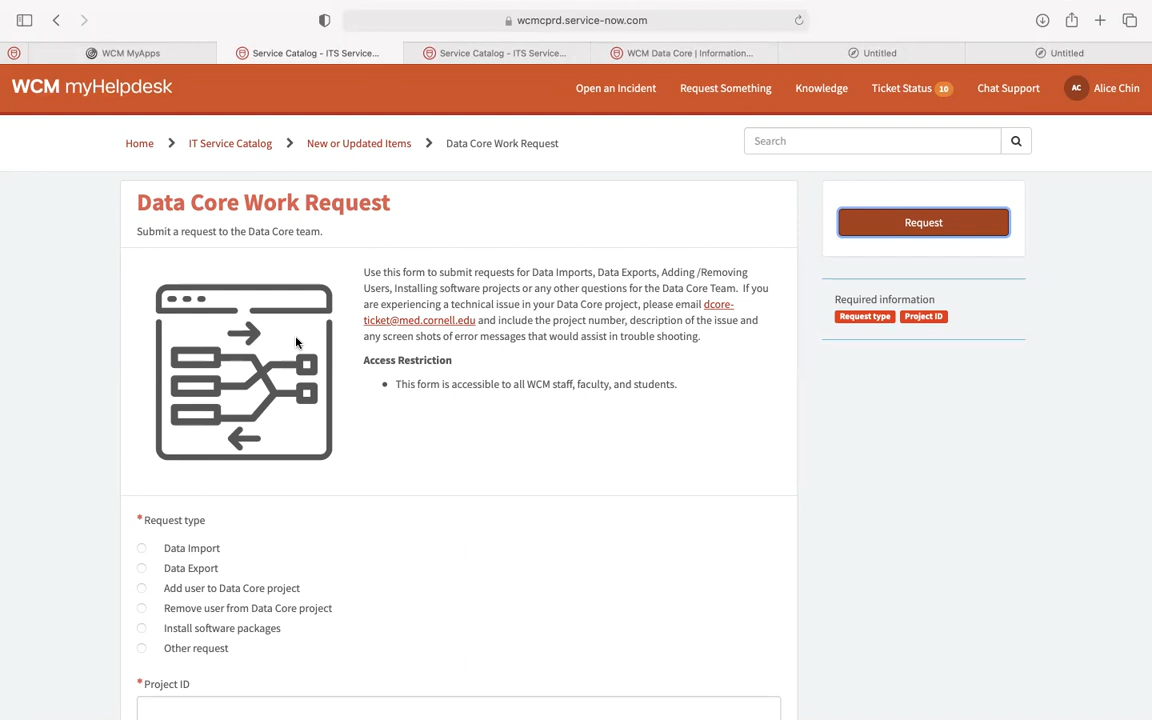 wcmcprd.service-now.com
WCM MyApps
Service Catalog - ITS Service...
Service Catalog - ITS Service...
WCM Data Core | Information...
Untitled
Untitled
WCM myHelpdesk
Open an Incident
Request Something
Knowledge
Ticket Status 10
Chat Support
AC
Alice Chin
Home
IT Service Catalog
New or Updated Items
Data Core Work Request
Search
Data Core Work Request
Submit a request to the Data Core team.
Request
Use this form to submit requests for Data Imports, Data Exports, Adding /Removing
Users, Installing software projects or any other questions for the Data Core Team. If you
are experiencing a technical issue in your Data Core project, please email dcore-
ticket@med.cornell.edu and include the project number, description of the issue and
any screen shots of error messages that would assist in trouble shooting.
Access Restriction
This form is accessible to all WCM staff, faculty, and students.
Required information
Request type
Project ID
*Request type
Data Import
Data Export
Add user to Data Core project
Remove user from Data Core project
Install software packages
Other request
*Project ID